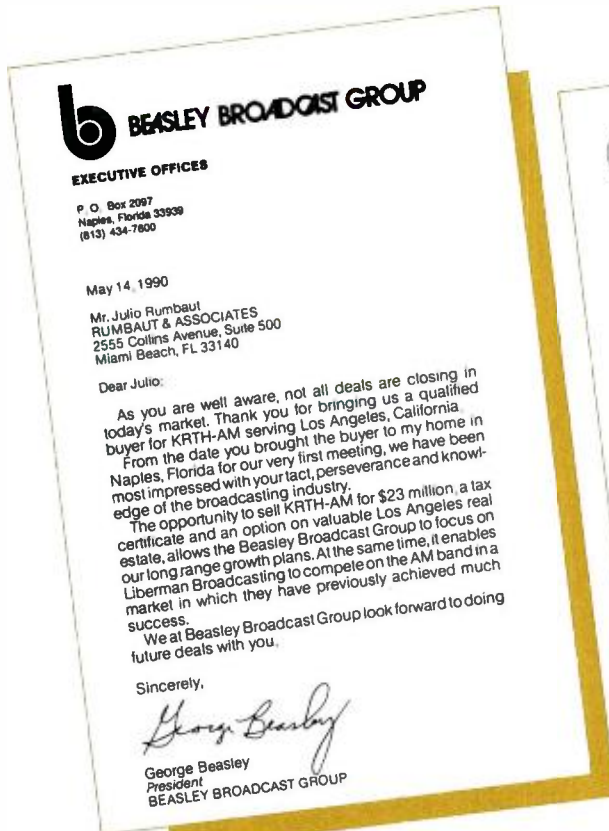 b BEASLEY BROADCAST GROUP
EXECUTIVE OFFICES
P. O. Box 2097
Naples, Florida 33939
(813) 434-7600
May 14, 1990
Mr. Julio Rumbaut
RUMBAUT & ASSOCIATES
2555 Collins Avenue, Suite 500
Miami Beach, FL 33140
Dear Julio:
As you are well aware, not all deals are closing in
today's market. Thank you for bringing us a qualified
buyer for KRTH-AM serving Los Angeles, California.
From the date you brought the buyer to my home in
Naples, Florida for our very first meeting, we have been
most impressed with your tact, perseverance and knowl-
edge of the broadcasting industry.
The opportunity to sell KRTH-AM for $23 million, a tax
certificate and an option on valuable Los Angeles real
estate, allows the Beasley Broadcast Group to focus on
our long range growth plans. At the same time, it enables
Liberman Broadcasting to compete on the AM band in a
market in which they have previously achieved much
success.
We at Beasley Broadcast Group look forward to doing
future deals with you.
Sincerely,
George Beasley
George Beasley
President
BEASLEY BROADCAST GROUP